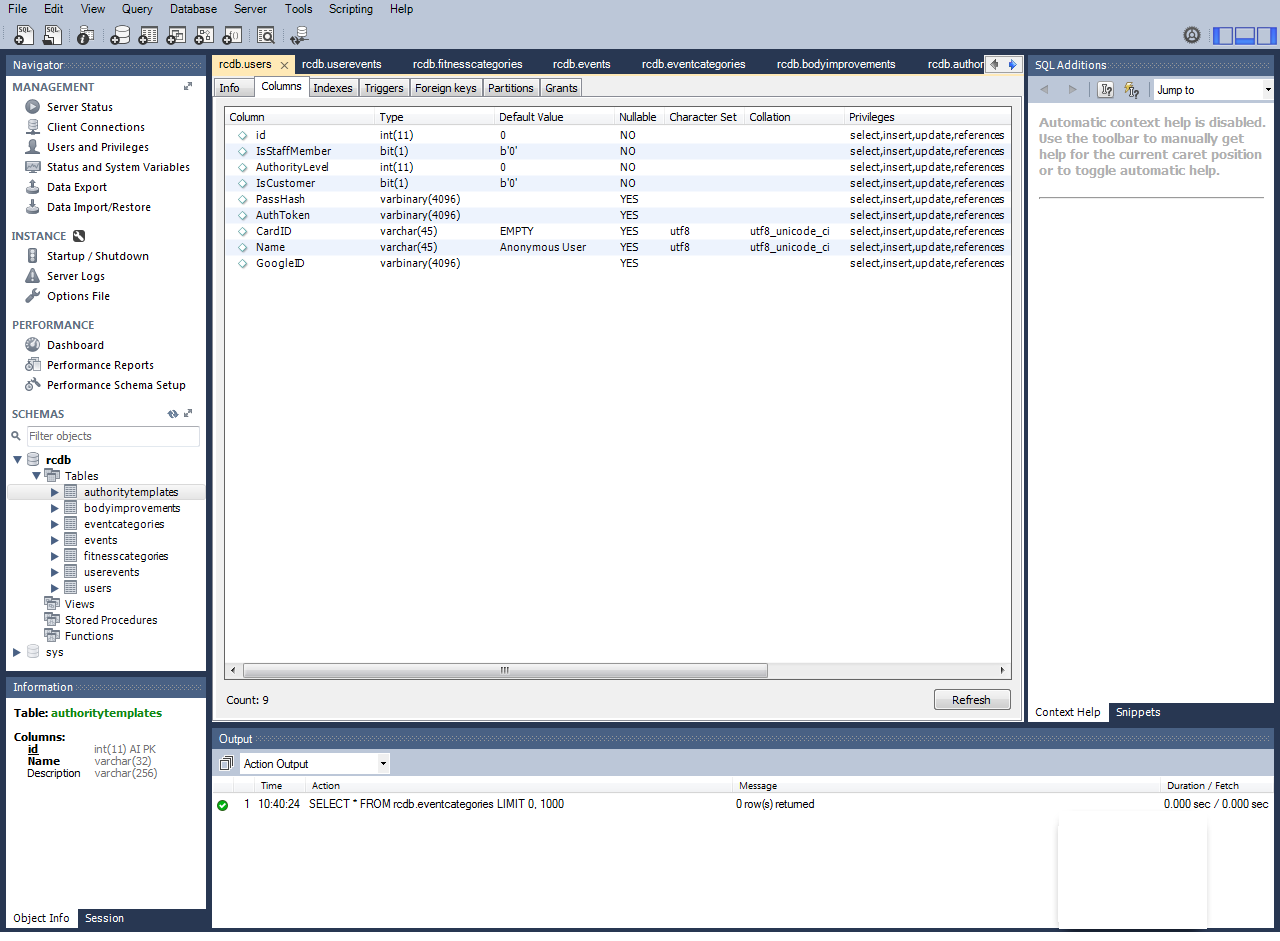 File Edit View Query Database Server Tools Scripting Help
Navigator
MANAGEMENT
Server Status
Client Connections
Users and Privileges
Status and System Variables
Data Export
Data Import/Restore
INSTANCE
Startup / Shutdown
Server Logs
Options File
PERFORMANCE
Dashboard
Performance Reports
Performance Schema Setup
SCHEMAS
Filter objects
rcdb
Tables
authoritytemplates
bodyimprovements
eventcategories
events
fitnesscategories
userevents
users
Views
Stored Procedures
Functions
sys
Information
Table: authoritytemplates
Columns:
id int(11) AI PK
Name varchar(32)
Description varchar(256)
Object Info Session
rcdb.users rcdb.userevents rcdb.fitnesscategories rcdb.events rcdb.eventcategories rcdb.bodyimprovements rcdb.author
Info Columns Indexes Triggers Foreign keys Partitions Grants
Column Type Default Value Nullable Character Set Collation Privileges
id int(11) 0 NO select,insert,update,references
IsStaffMember bit(1) b'0' NO select,insert,update,references
AuthorityLevel int(11) 0 NO select,insert,update,references
IsCustomer bit(1) b'0' NO select,insert,update,references
PassHash varbinary(4096) YES select,insert,update,references
AuthToken varbinary(4096) YES select,insert,update,references
CardID varchar(45) EMPTY YES utf8 utf8_unicode_ci select,insert,update,references
Name varchar(45) Anonymous User YES utf8 utf8_unicode_ci select,insert,update,references
GoogleID varbinary(4096) YES select,insert,update,references
Count: 9
Refresh
SQL Additions
Jump to
Automatic context help is disabled.
Use the toolbar to manually get
help for the current caret position
or to toggle automatic help.
Context Help Snippets
Output
Action Output
Time Action Message Duration / Fetch
1 10:40:24 SELECT * FROM rcdb.eventcategories LIMIT 0, 1000 0 row(s) returned 0.000 sec / 0.000 sec